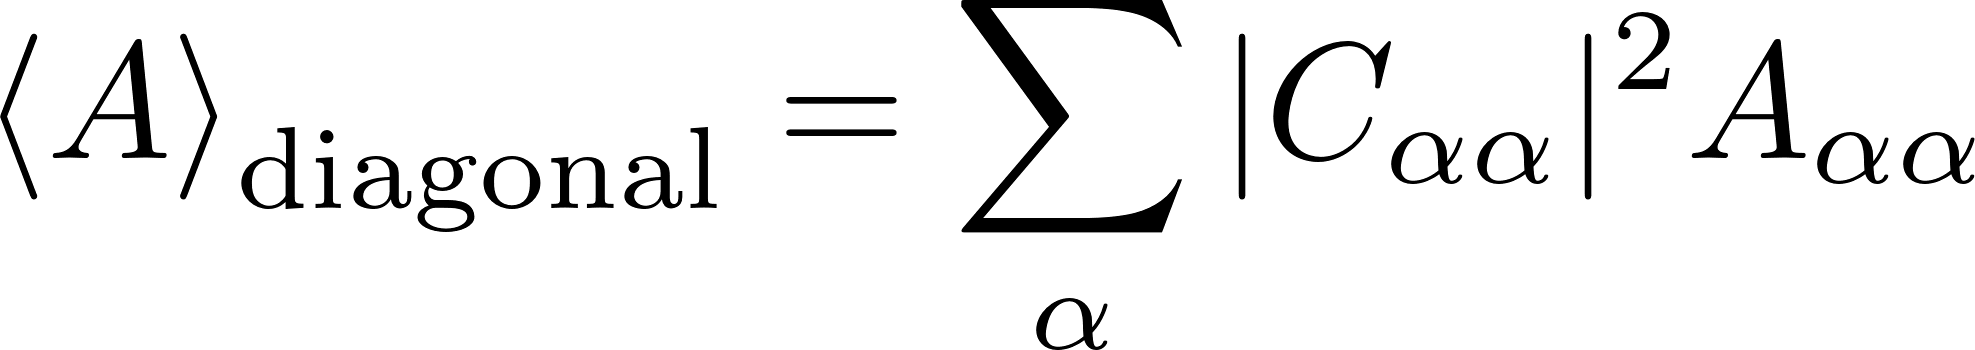 ⟨A⟩_diagonal = ∑_α |C_αα|² A_αα